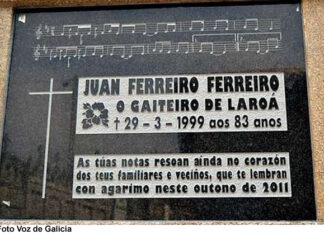 JUAN FERREIRO FERREIRO
O GAITEIRO DE LAROÁ
† 29 - 3 - 1999 aos 83 anos
As túas notas resoan aínda no corazón
dos teus familiares e veciños, que te lembran
con agarimo neste outono de 2011
Foto Voz de Galicia